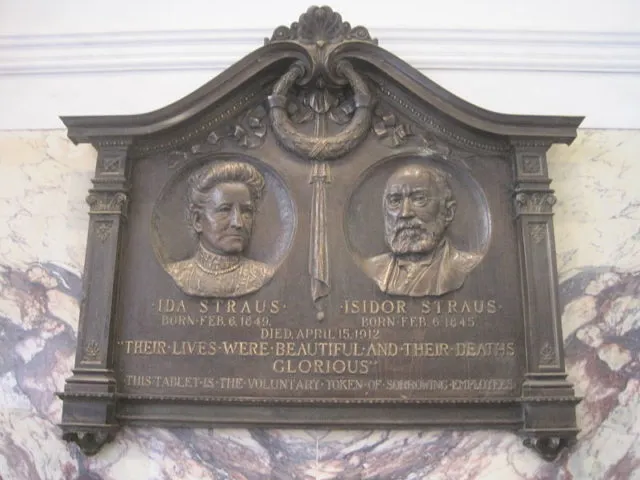 ·IDA STRAUS·
BORN·FEB. 6, 1849.
·ISIDOR STRAUS·
BORN·FEB·6·1845·
DIED, APRIL 15, 1912
"THEIR·LIVES·WERE·BEAUTIFUL·AND·THEIR·DEATHS
GLORIOUS"
THIS·TABLET·IS·THE·VOLUNTARY·TOKEN·OF·SORROWING·EMPLOYEES